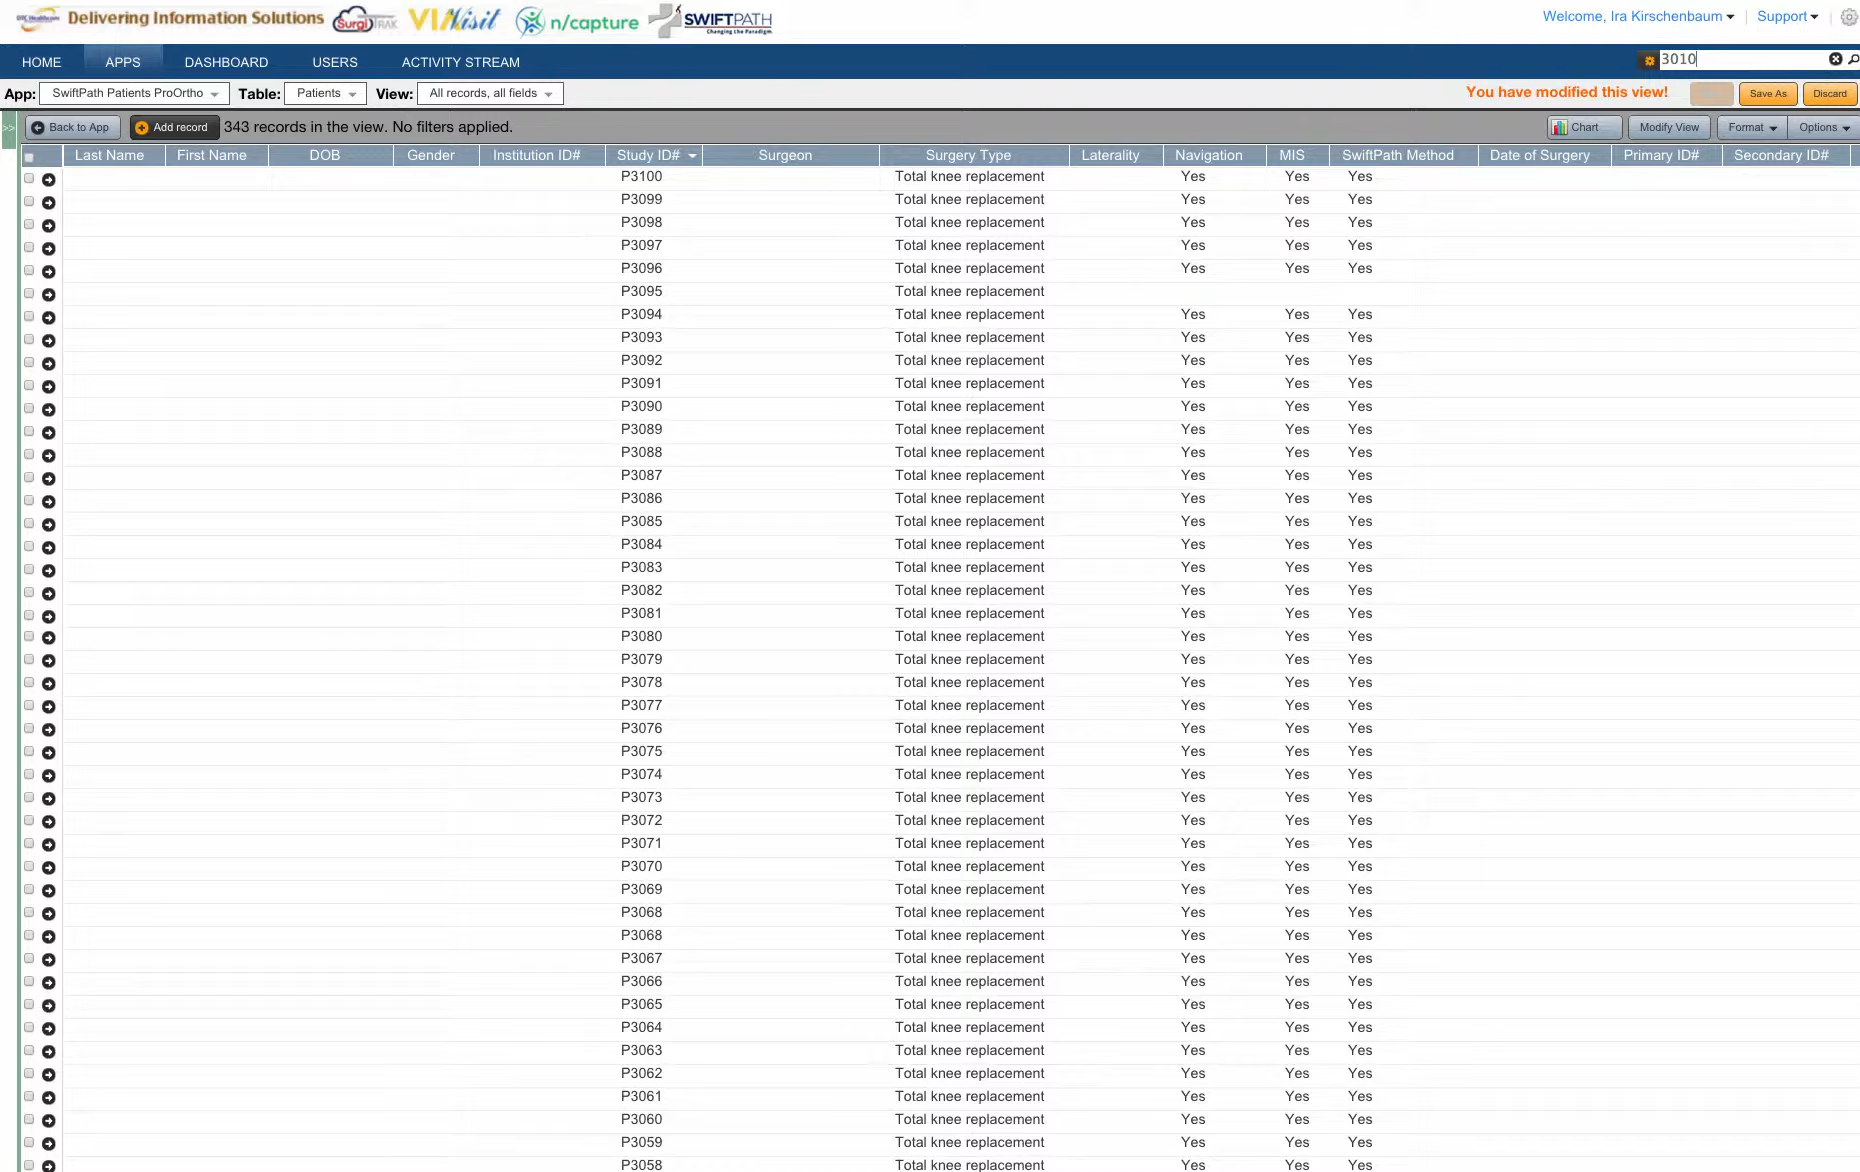 Delivering Information Solutions SurgiTRAK VIVisit n/capture SWIFTPATH Welcome, Ira Kirschenbaum Support
Changing the Paradigm
HOME APPS DASHBOARD USERS ACTIVITY STREAM 3010
App: SwiftPath Patients ProOrtho Table: Patients View: All records, all fields You have modified this view! Save As Discard
>> Back to App Add record 343 records in the view. No filters applied. Chart Modify View Format Options
Last Name First Name DOB Gender Institution ID# Study ID# Surgeon Surgery Type Laterality Navigation MIS SwiftPath Method Date of Surgery Primary ID# Secondary ID#
P3100 Total knee replacement Yes Yes Yes
P3099 Total knee replacement Yes Yes Yes
P3098 Total knee replacement Yes Yes Yes
P3097 Total knee replacement Yes Yes Yes
P3096 Total knee replacement Yes Yes Yes
P3095 Total knee replacement
P3094 Total knee replacement Yes Yes Yes
P3093 Total knee replacement Yes Yes Yes
P3092 Total knee replacement Yes Yes Yes
P3091 Total knee replacement Yes Yes Yes
P3090 Total knee replacement Yes Yes Yes
P3089 Total knee replacement Yes Yes Yes
P3088 Total knee replacement Yes Yes Yes
P3087 Total knee replacement Yes Yes Yes
P3086 Total knee replacement Yes Yes Yes
P3085 Total knee replacement Yes Yes Yes
P3084 Total knee replacement Yes Yes Yes
P3083 Total knee replacement Yes Yes Yes
P3082 Total knee replacement Yes Yes Yes
P3081 Total knee replacement Yes Yes Yes
P3080 Total knee replacement Yes Yes Yes
P3079 Total knee replacement Yes Yes Yes
P3078 Total knee replacement Yes Yes Yes
P3077 Total knee replacement Yes Yes Yes
P3076 Total knee replacement Yes Yes Yes
P3075 Total knee replacement Yes Yes Yes
P3074 Total knee replacement Yes Yes Yes
P3073 Total knee replacement Yes Yes Yes
P3072 Total knee replacement Yes Yes Yes
P3071 Total knee replacement Yes Yes Yes
P3070 Total knee replacement Yes Yes Yes
P3069 Total knee replacement Yes Yes Yes
P3068 Total knee replacement Yes Yes Yes
P3068 Total knee replacement Yes Yes Yes
P3067 Total knee replacement Yes Yes Yes
P3066 Total knee replacement Yes Yes Yes
P3065 Total knee replacement Yes Yes Yes
P3064 Total knee replacement Yes Yes Yes
P3063 Total knee replacement Yes Yes Yes
P3062 Total knee replacement Yes Yes Yes
P3061 Total knee replacement Yes Yes Yes
P3060 Total knee replacement Yes Yes Yes
P3059 Total knee replacement Yes Yes Yes
P3058 Total knee replacement Yes Yes Yes